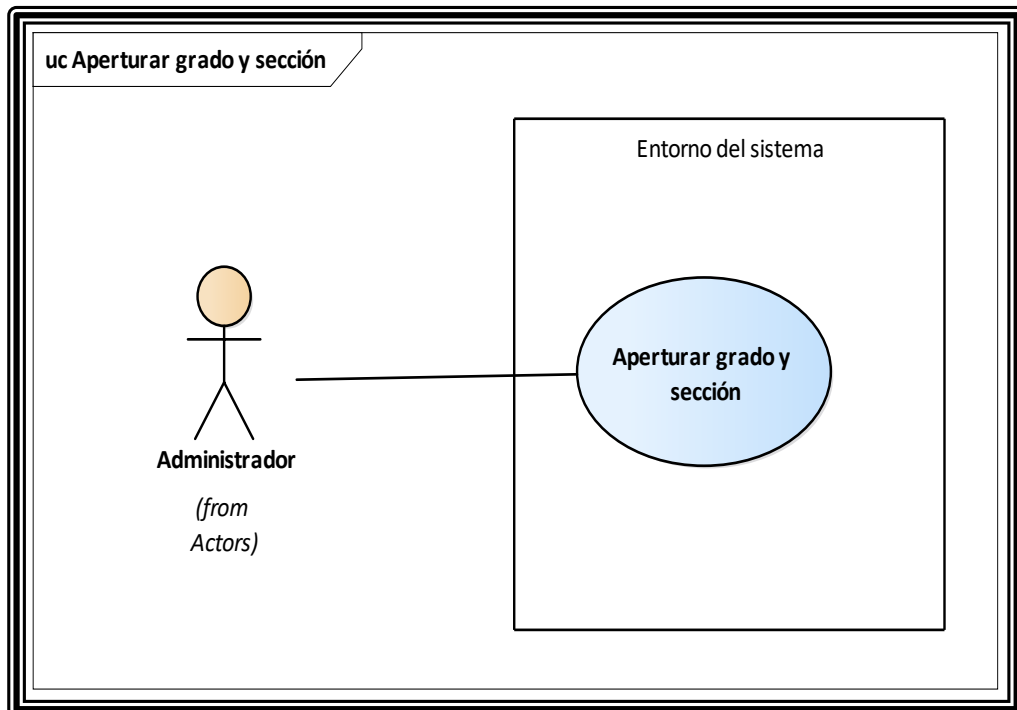 uc Aperturar grado y sección
Entorno del sistema
Aperturar grado y
sección
Administrador
(from
Actors)